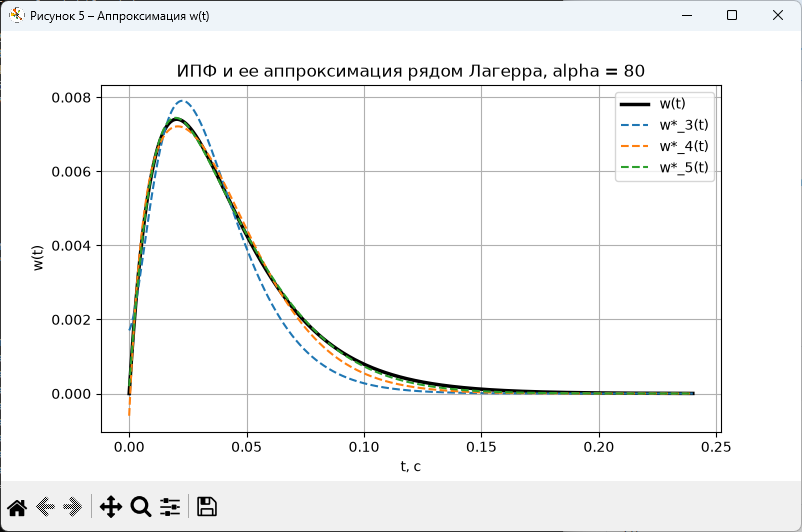 Рисунок 5 – Аппроксимация w(t)
ИПФ и ее аппроксимация рядом Лагерра, alpha = 80
w(t)
w*_3(t)
w*_4(t)
w*_5(t)
0.008
0.006
0.004
0.002
0.000
w(t)
0.00 0.05 0.10 0.15 0.20 0.25
t, с